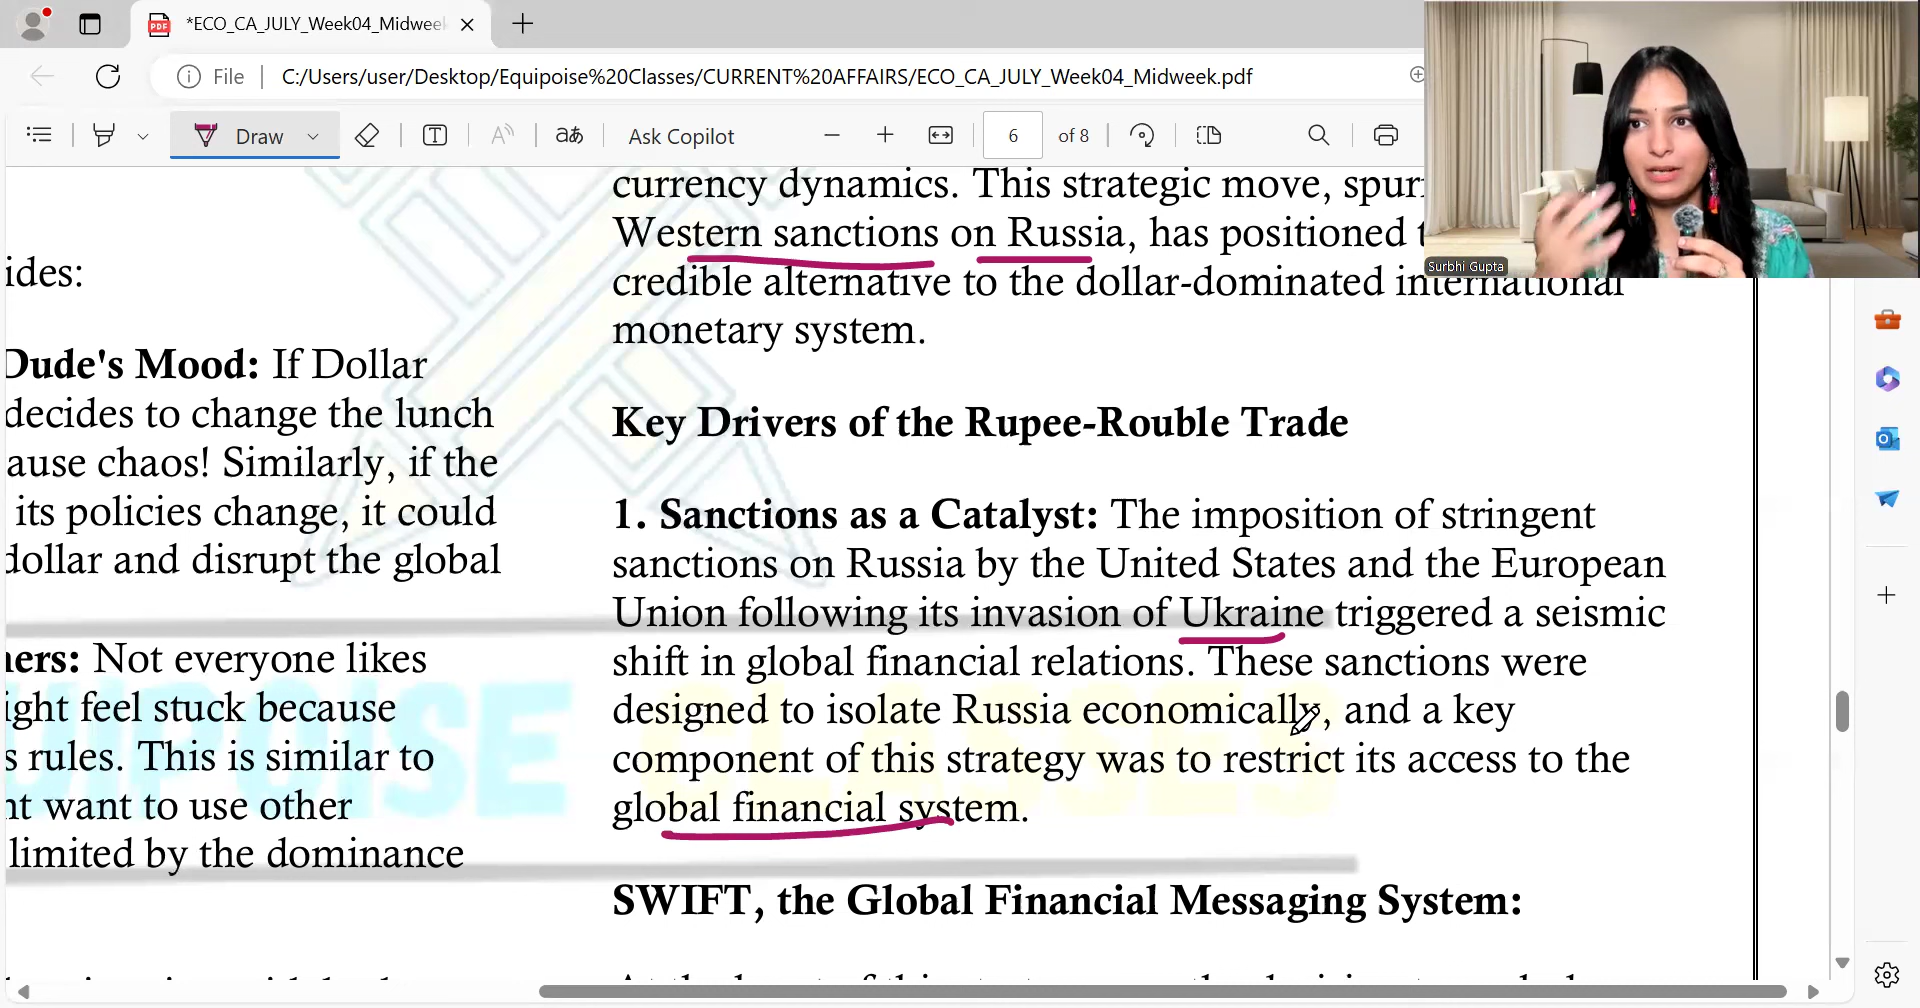 *ECO_CA_JULY_Week04_Midweek
File
C:/Users/user/Desktop/Equipoise%20Classes/CURRENT%20AFFAIRS/ECO_CA_JULY_Week04_Midweek.pdf
Draw
Ask Copilot
6 of 8
Surbhi Gupta
ides:
Dude's Mood: If Dollar
decides to change the lunch
ause chaos! Similarly, if the
its policies change, it could
dollar and disrupt the global
ners: Not everyone likes
ight feel stuck because
s rules. This is similar to
nt want to use other
limited by the dominance
currency dynamics. This strategic move, spur
Western sanctions on Russia, has positioned t
credible alternative to the dollar-dominated international
monetary system.
Key Drivers of the Rupee-Rouble Trade
1. Sanctions as a Catalyst: The imposition of stringent
sanctions on Russia by the United States and the European
Union following its invasion of Ukraine triggered a seismic
shift in global financial relations. These sanctions were
designed to isolate Russia economically, and a key
component of this strategy was to restrict its access to the
global financial system.
SWIFT, the Global Financial Messaging System:
UIPOISE CLASSES